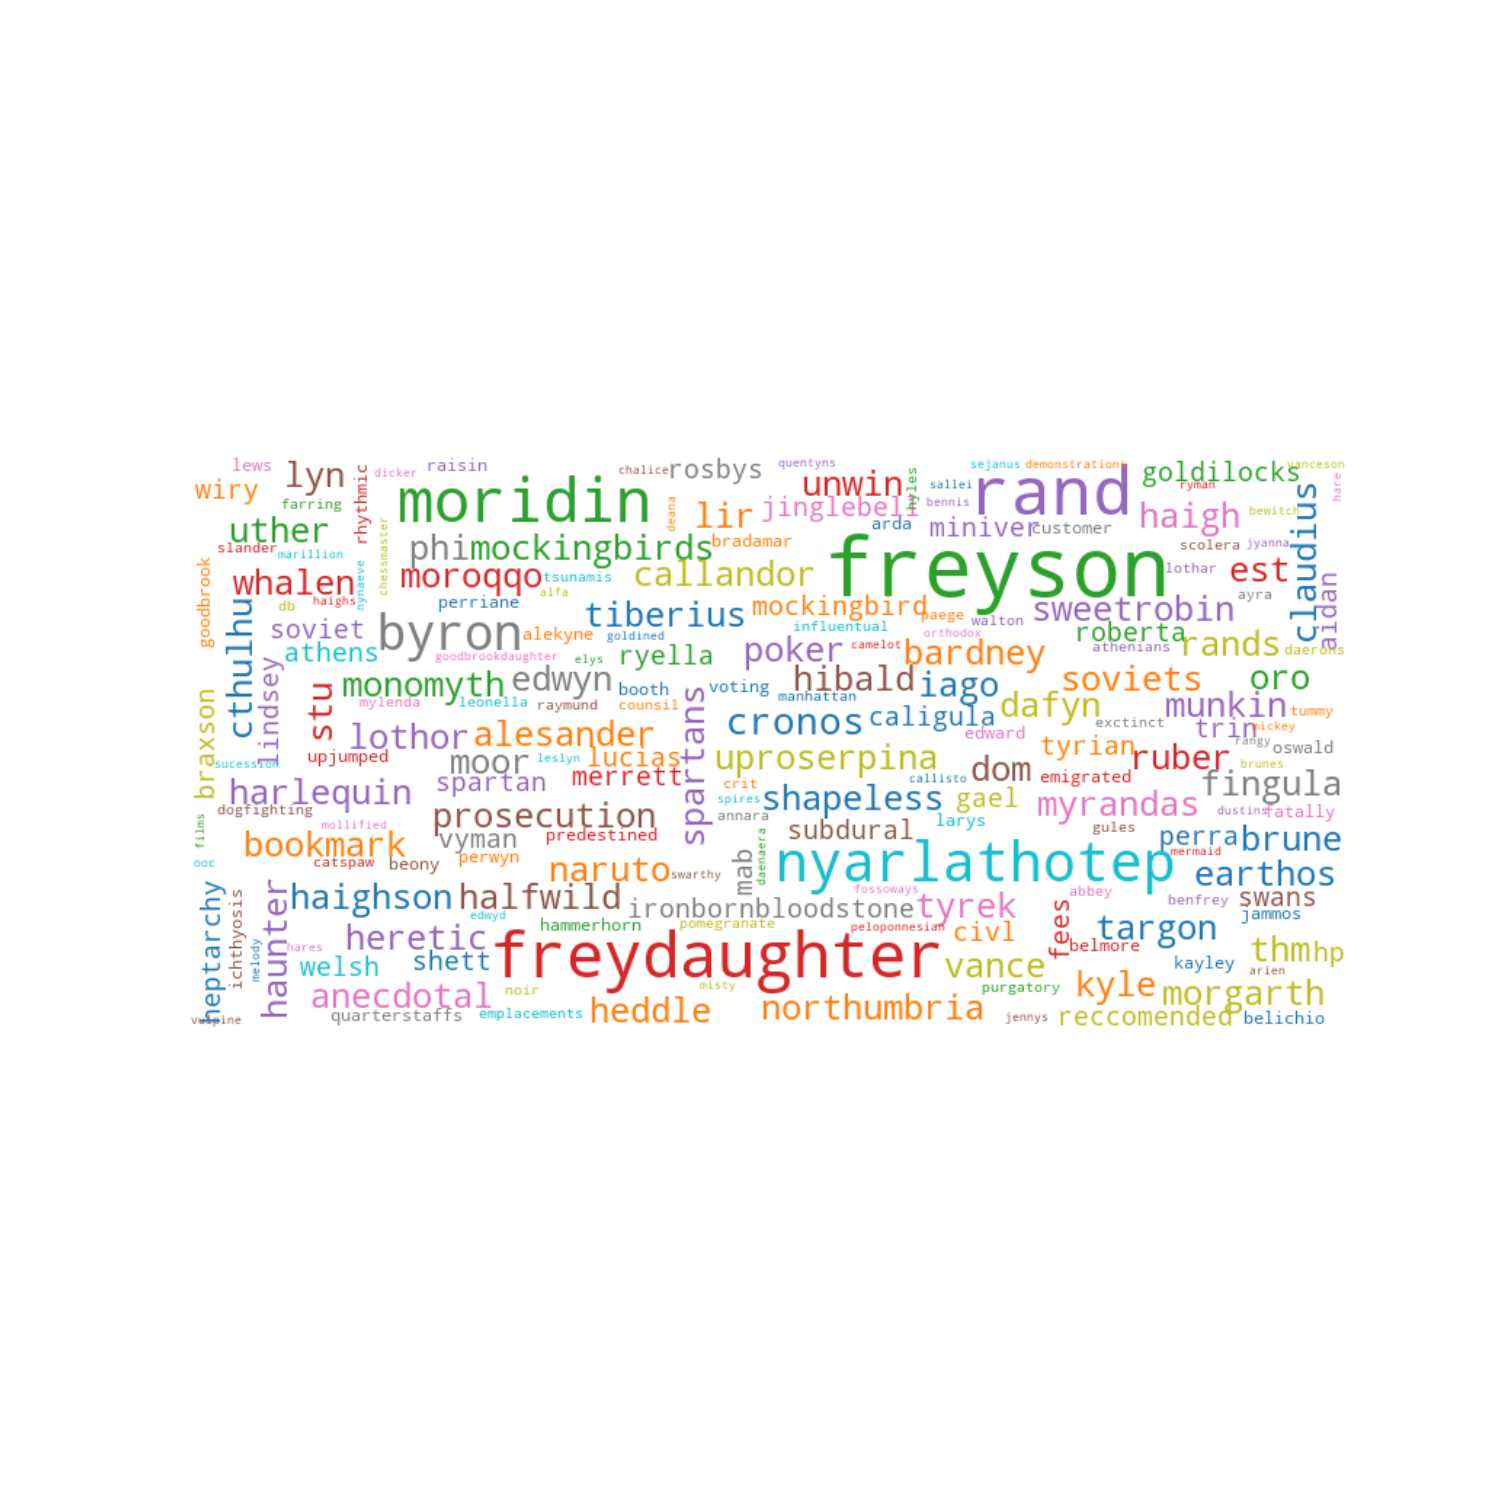 lews
lyn
rhythmic
dicker
raisin
chalice
rosbys
quentyns
hyles
sejanus
demonstrations
goldilocks
vanceson
wiry
farring
moridin
deana
lir
unwin
jinglebell
sallei
bennis
rand
ryman
hare
uther
haigh
bewitch
slander
marillion
chessmaster
phi
mockingbirds
bradamar
arda
miniver
customer
scolera
jyanna
claudius
goodbrook
whalen
nynaeve
moroqqo
tsunamis
callandor
freyson
lothar
est
aidan
db
haighs
perriane
alfa
tiberius
mockingbird
paege
walton
sweetrobin
ayra
cthulhu
soviet
byron
alekyne
goldined
influentual
orthodox
roberta
rands
athens
goodbrookdaughter
elys
ryella
poker
camelot
bardney
athenians
daerons
lindsey
stu
monomyth
edwyn
booth
voting
hibald
iago
soviets
oro
braxson
mylenda
leonella
raymund
counsil
spartans
manhattan
dafyn
munkin
tummy
lothor
alesander
cronos
caligula
edward
exctinct
trin
mickey
sucession
upjumped
moor
leslyn
lucias
uproserpina
tyrian
ruber
rangy
oswald
harlequin
spartan
merrett
crit
callisto
dom
emigrated
brunes
fingula
dogfighting
films
prosecution
spires
shapeless
gael
myrandas
dustins
fatally
mollified
annara
subdural
larys
gules
perra
brune
bookmark
vyman
predestined
ooc
catspaw
beony
perwyn
naruto
swarthy
mab
daenaera
nyarlathotep
mermaid
earthos
heptarchy
ichthyosis
haunter
haighson
halfwild
fossoways
abbey
benfrey
swans
edwyd
ironbornbloodstone
tyrek
fees
jammos
melody
hares
heretic
hammerhorn
pomegranate
peloponnesian
civl
belmore
targon
thm
hp
welsh
shett
freydaughter
vance
kayley
arien
anecdotal
noir
misty
purgatory
kyle
morgarth
vulpine
quarterstaffs
emplacements
heddle
northumbria
jennys
reccomended
belichio